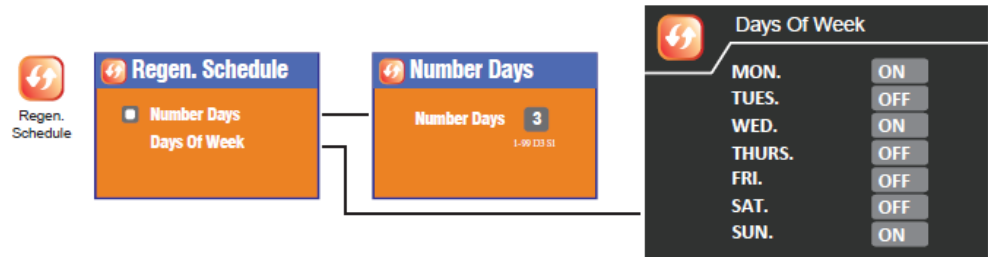 Regen.
Schedule
Regen. Schedule
Number Days
Days Of Week
Number Days
Number Days 3
1-99 D3 S1
Days Of Week
MON. ON
TUES. OFF
WED. ON
THURS. OFF
FRI. OFF
SAT. OFF
SUN. ON